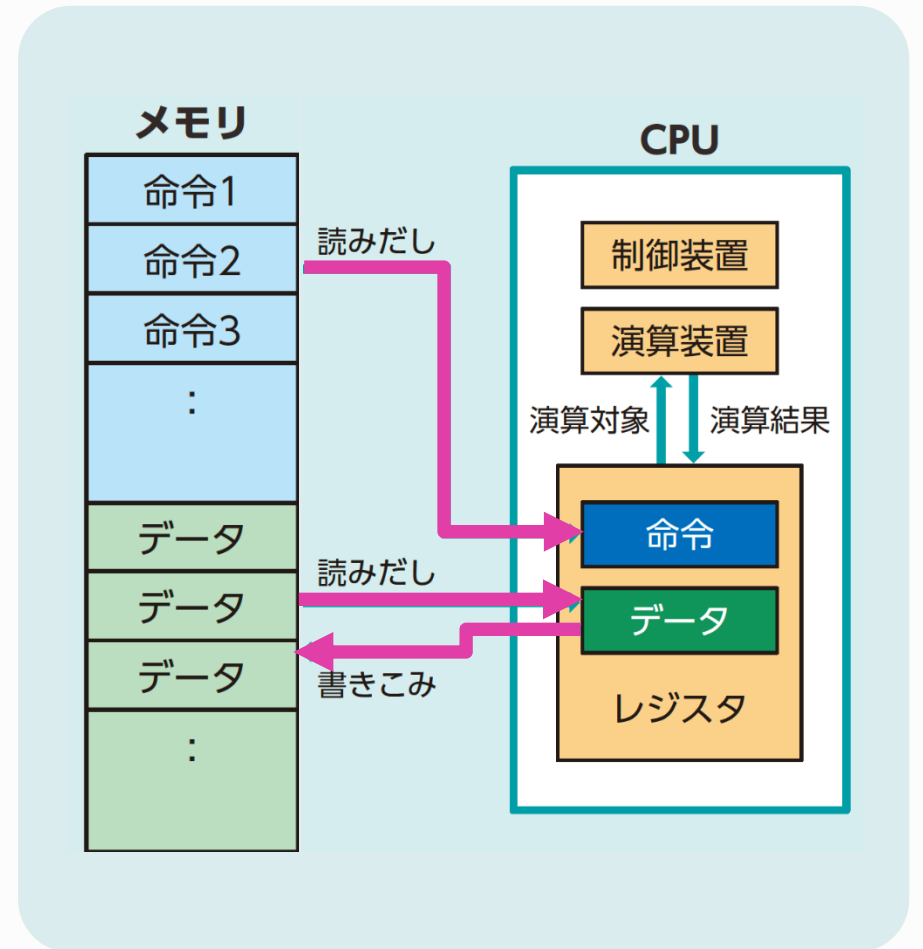 メモリ
命令1
命令2
命令3
:
データ
データ
データ
:
読みだし
読みだし
書きこみ
CPU
制御装置
演算装置
演算対象
演算結果
命令
データ
レジスタ